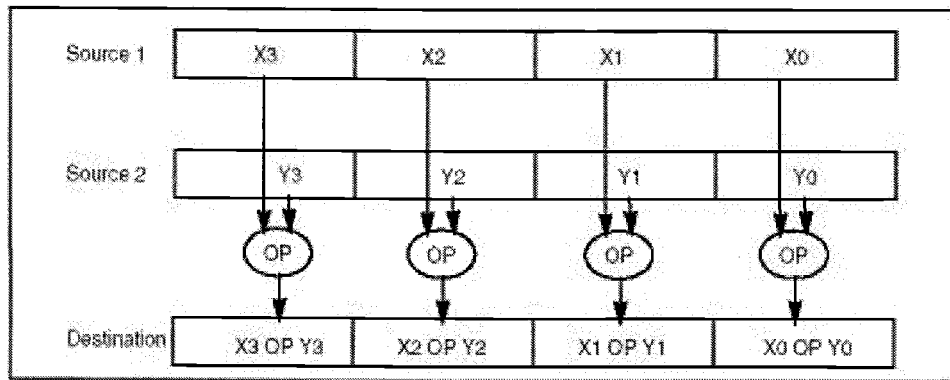 Source 1 X3 X2 X1 X0
Source 2 Y3 Y2 Y1 Y0
OP OP OP OP
Destination X3 OP Y3 X2 OP Y2 X1 OP Y1 X0 OP Y0